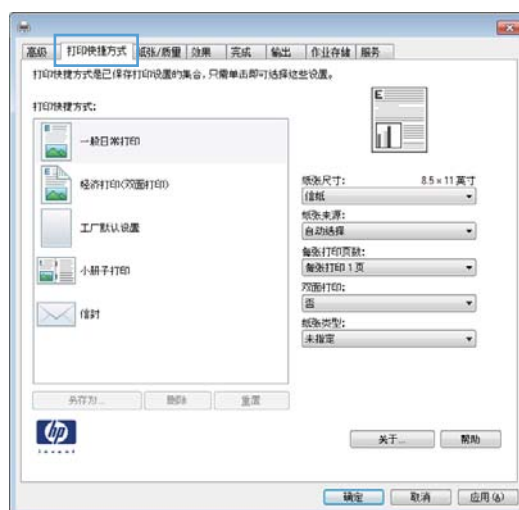 高级 打印快捷方式 纸张/质量 效果 完成 输出 作业存储 服务
打印快捷方式是已保存打印设置的集合，只需单击即可选择这些设置。
打印快捷方式：
一般日常打印
经济打印(双面打印)
工厂默认设置
小册子打印
信封
另存为... 删除 重置
E
纸张尺寸： 8.5 × 11 英寸
信纸
纸张来源：
自动选择
每张打印页数：
每张打印 1 页
双面打印：
否
纸张类型：
未指定
hp
关于... 帮助
确定 取消 应用(A)